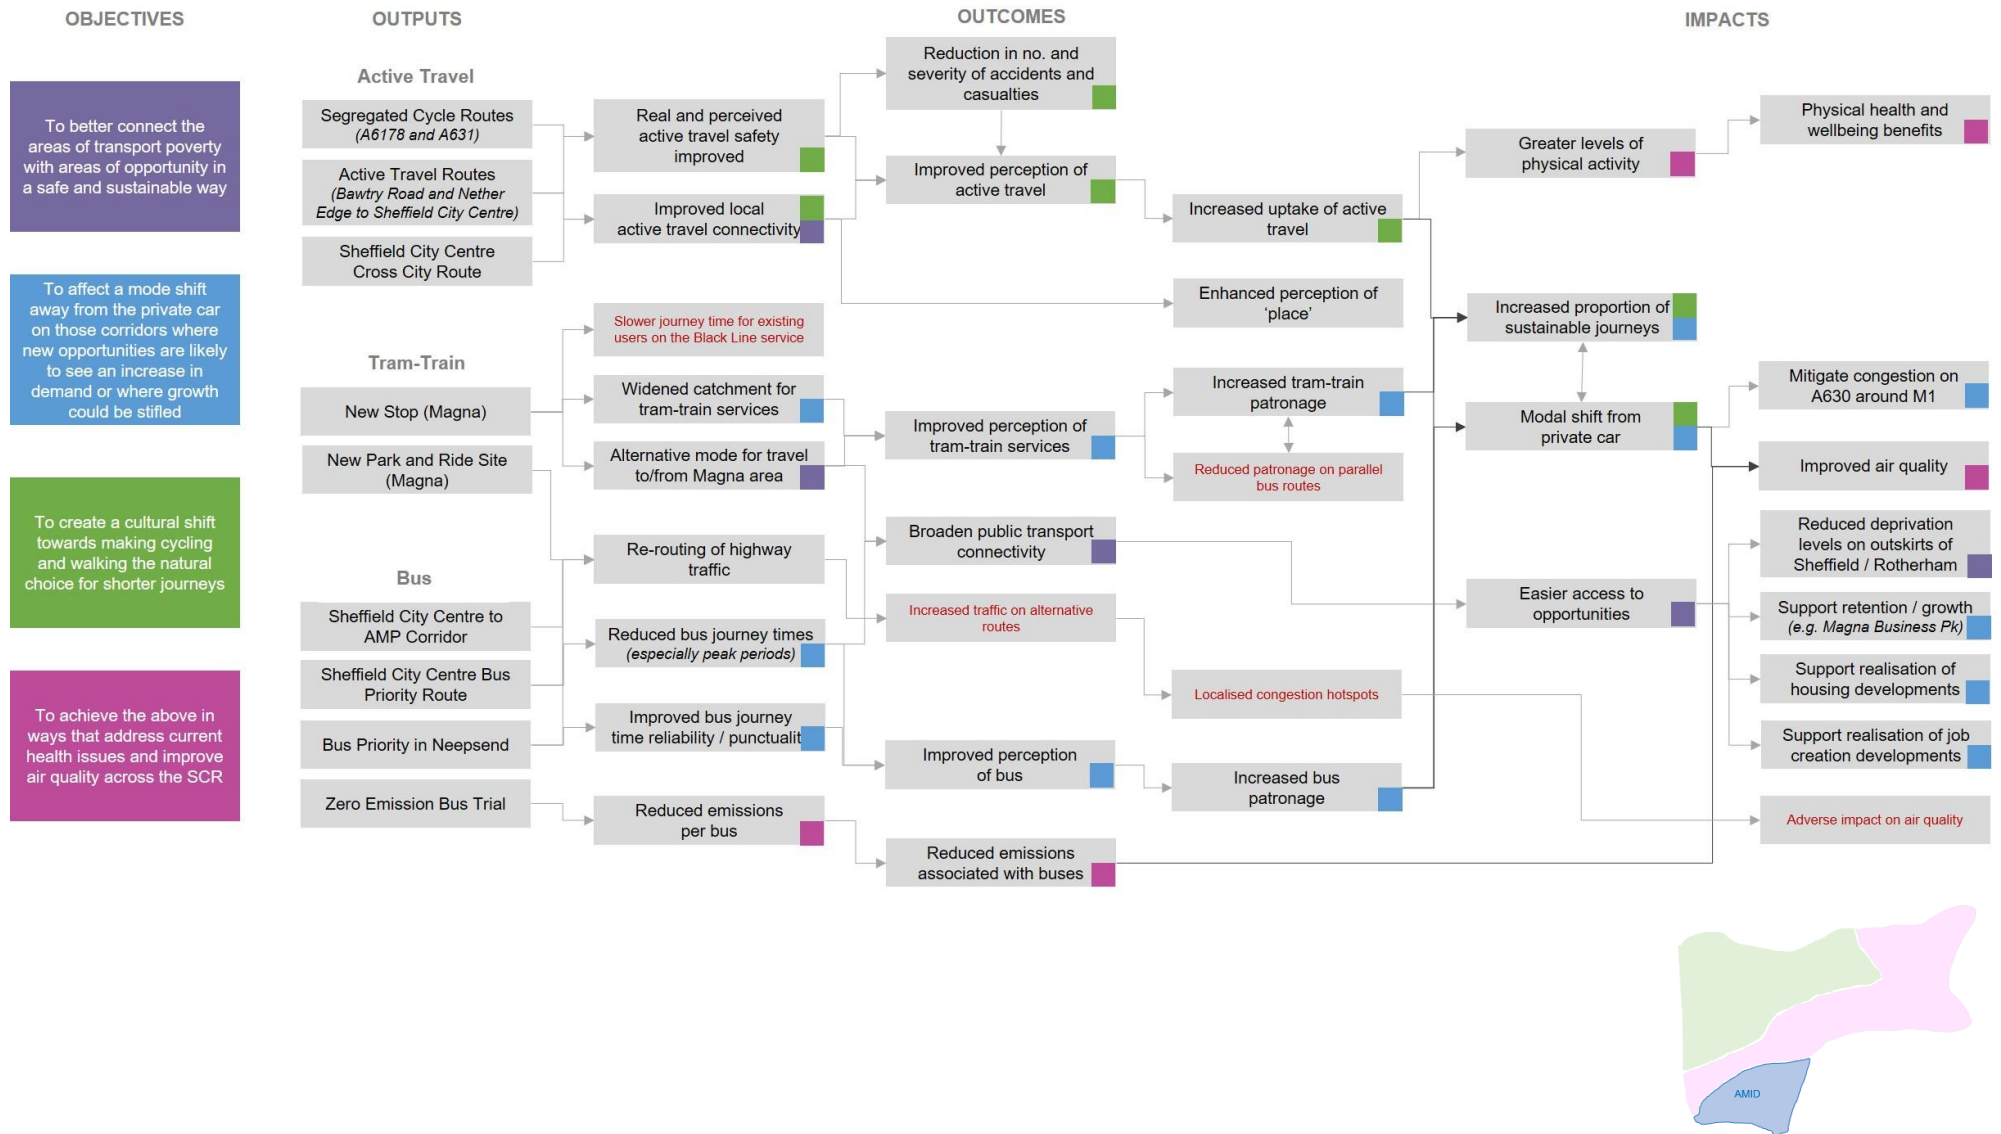 OBJECTIVES
OUTPUTS
OUTCOMES
IMPACTS
To better connect the
areas of transport poverty
with areas of opportunity in
a safe and sustainable way
To affect a mode shift
away from the private car
on those corridors where
new opportunities are likely
to see an increase in
demand or where growth
could be stifled
To create a cultural shift
towards making cycling
and walking the natural
choice for shorter journeys
To achieve the above in
ways that address current
health issues and improve
air quality across the SCR
Active Travel
Segregated Cycle Routes
(A6178 and A631)
Active Travel Routes
(Bawtry Road and Nether
Edge to Sheffield City Centre)
Sheffield City Centre
Cross City Route
Tram-Train
New Stop (Magna)
New Park and Ride Site
(Magna)
Bus
Sheffield City Centre to
AMP Corridor
Sheffield City Centre Bus
Priority Route
Bus Priority in Neepsend
Zero Emission Bus Trial
Real and perceived
active travel safety
improved
Improved local
active travel connectivity
Slower journey time for existing
users on the Black Line service
Widened catchment for
tram-train services
Alternative mode for travel
to/from Magna area
Re-routing of highway
traffic
Reduced bus journey times
(especially peak periods)
Improved bus journey
time reliability / punctualit
Reduced emissions
per bus
Reduction in no. and
severity of accidents and
casualties
Improved perception of
active travel
Improved perception of
tram-train services
Broaden public transport
connectivity
Increased traffic on alternative
routes
Improved perception
of bus
Reduced emissions
associated with buses
Increased uptake of active
travel
Enhanced perception of
‘place’
Increased tram-train
patronage
Reduced patronage on parallel
bus routes
Localised congestion hotspots
Increased bus
patronage
Greater levels of
physical activity
Increased proportion of
sustainable journeys
Modal shift from
private car
Easier access to
opportunities
Physical health and
wellbeing benefits
Mitigate congestion on
A630 around M1
Improved air quality
Reduced deprivation
levels on outskirts of
Sheffield / Rotherham
Support retention / growth
(e.g. Magna Business Pk)
Support realisation of
housing developments
Support realisation of job
creation developments
Adverse impact on air quality
AMID